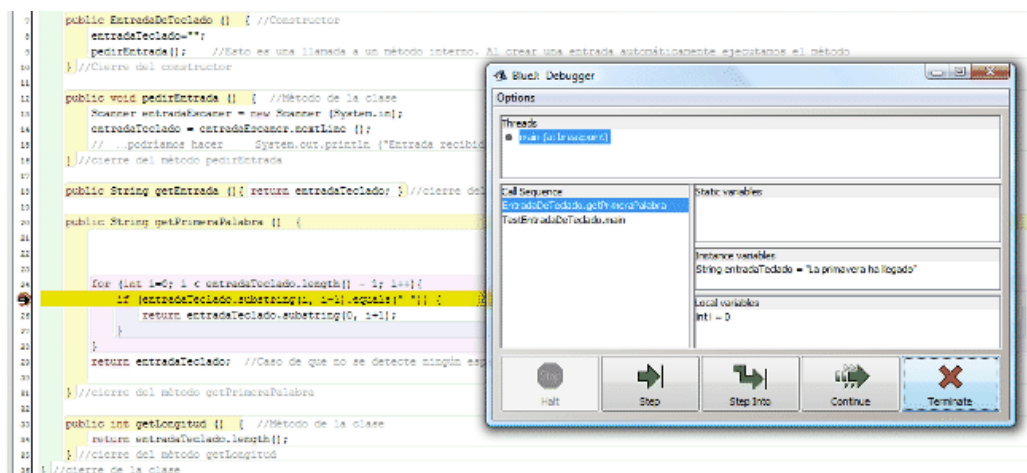 public EntradaDeTeclado () { //Constructor
entradaTeclado="";
pedirEntrada(); //Esto es una llamada a un método interno. Al crear una entrada automáticamente ejecutamos el método
} //Cierre del constructor
public void pedirEntrada () { //Método de la clase
Scanner entradaEscaner = new Scanner (System.in);
entradaTeclado = entradaEscaner.nextLine ();
// ...podríamos hacer System.out.println ("Entrada recibid
} //cierre del método pedirEntrada
public String getEntrada (){ return entradaTeclado; } //cierre del
public String getPrimeraPalabra () {
for (int i=0; i < entradaTeclado.length() - 1; i++){
if (entradaTeclado.substring(i, i+1).equals(" ")) {
return entradaTeclado.substring(0, i+1);
}
}
return entradaTeclado; //Caso de que no se detecte ningún esp
} //cierre del método getPrimeraPalabra
public int getLongitud () { //Método de la clase
return entradaTeclado.length();
} //cierre del método getLongitud
} //cierre de la clase
BlueJ: Debugger
Options
Threads
main (at breakpoint)
Call Sequence
EntradaDeTeclado.getPrimeraPalabra
TestEntradaDeTeclado.main
Static variables
Instance variables
String entradaTeclado = "La primavera ha llegado"
Local variables
int i = 0
Stop
Halt
Step
Step Into
Continue
Terminate